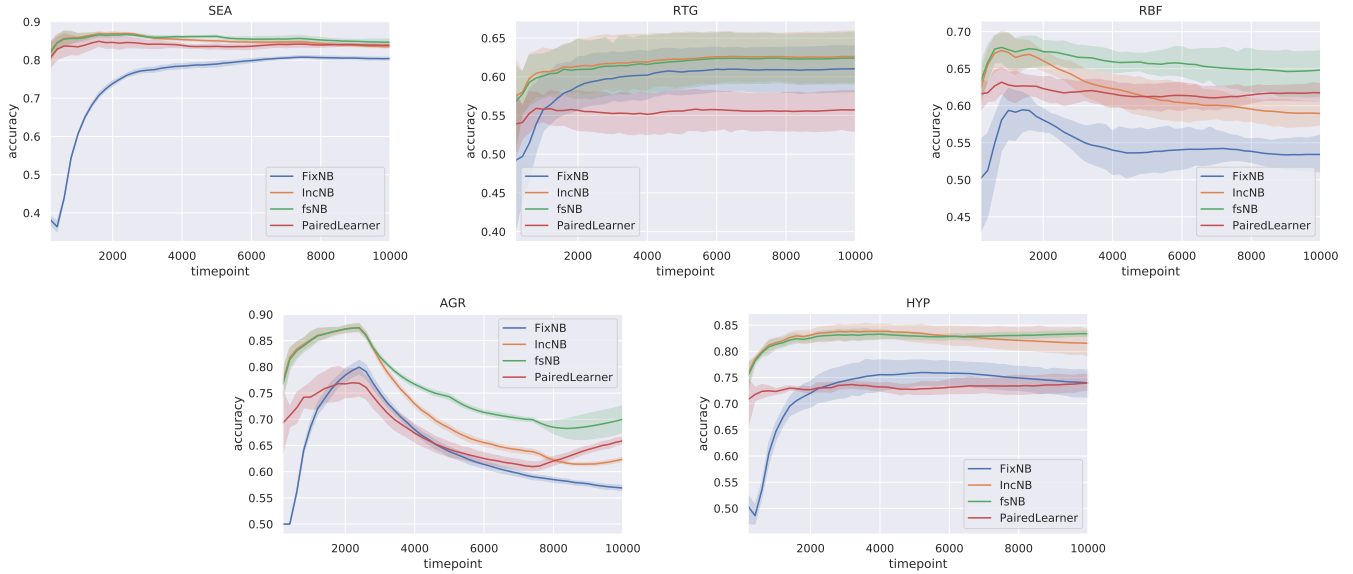 SEA
0.9
0.8
0.7
0.6
0.5
0.4
accuracy
FixNB
IncNB
fsNB
PairedLearner
2000 4000 6000 8000 10000
timepoint
RTG
0.65
0.60
0.55
0.50
0.45
0.40
accuracy
FixNB
IncNB
fsNB
PairedLearner
2000 4000 6000 8000 10000
timepoint
RBF
0.70
0.65
0.60
0.55
0.50
0.45
accuracy
FixNB
IncNB
fsNB
PairedLearner
2000 4000 6000 8000 10000
timepoint
AGR
0.90
0.85
0.80
0.75
0.70
0.65
0.60
0.55
0.50
accuracy
FixNB
IncNB
fsNB
PairedLearner
2000 4000 6000 8000 10000
timepoint
HYP
0.85
0.80
0.75
0.70
0.65
0.60
0.55
0.50
accuracy
FixNB
IncNB
fsNB
PairedLearner
2000 4000 6000 8000 10000
timepoint